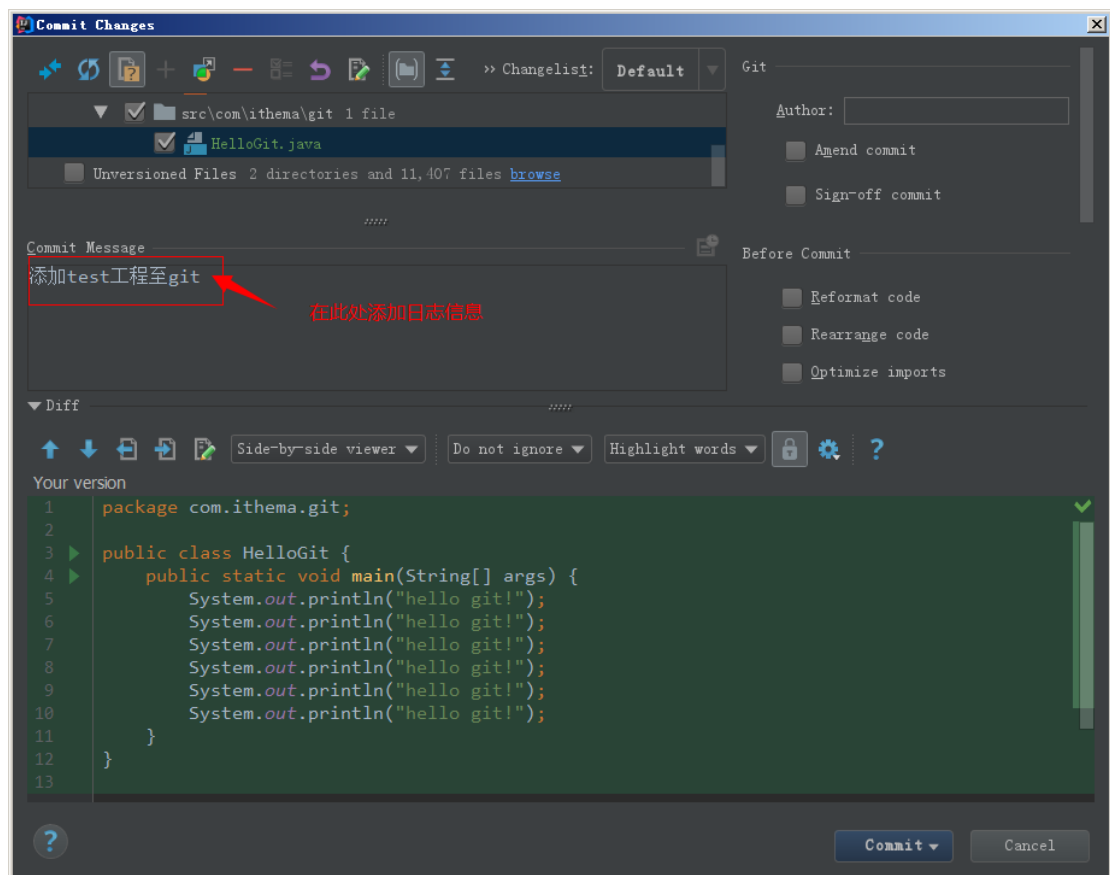 Commit Changes
>> Changelist: Default
Git
src\com\ithema\git 1 file
Author:
HelloGit.java
Amend commit
Unversioned Files 2 directories and 11,407 files browse
Sign-off commit
Commit Message
Before Commit
添加test工程至git
在此处添加日志信息
Reformat code
Rearrange code
Optimize imports
Diff
Side-by-side viewer
Do not ignore
Highlight words
?
Your version
1 package com.ithema.git;
2
3 public class HelloGit {
4 public static void main(String[] args) {
5 System.out.println("hello git!");
6 System.out.println("hello git!");
7 System.out.println("hello git!");
8 System.out.println("hello git!");
9 System.out.println("hello git!");
10 System.out.println("hello git!");
11 }
12 }
13
?
Commit
Cancel